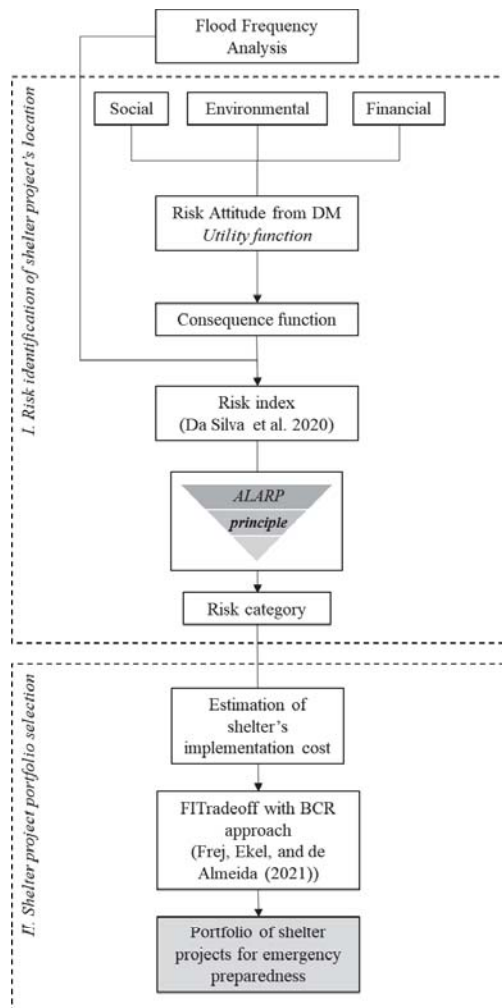 Flood Frequency
Analysis
I. Risk identification of shelter project's location
Social
Environmental
Financial
Risk Attitude from DM
Utility function
Consequence function
Risk index
(Da Silva et al. 2020)
ALARP
principle
Risk category
II. Shelter project portfolio selection
Estimation of
shelter's
implementation cost
FITradeoff with BCR
approach
(Frej, Ekel, and de
Almeida (2021))
Portfolio of shelter
projects for emergency
preparedness